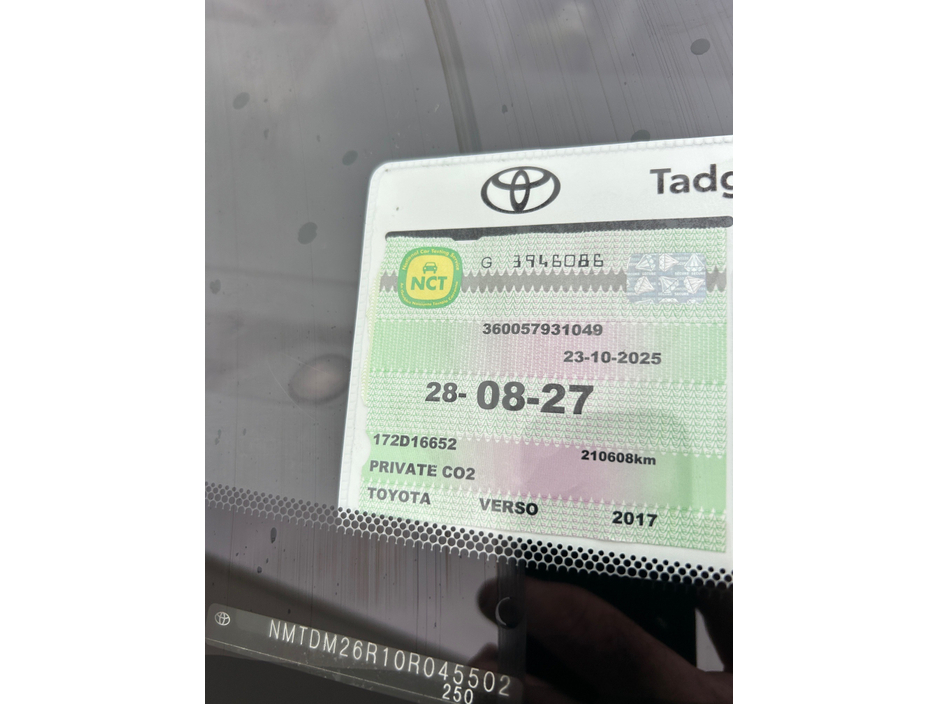 Tadg
NCT
G 3946086
360057931049
23-10-2025
28-08-27
172D16652
210608km
PRIVATE CO2
TOYOTA VERSO 2017
NMTDM26R10R045502
250